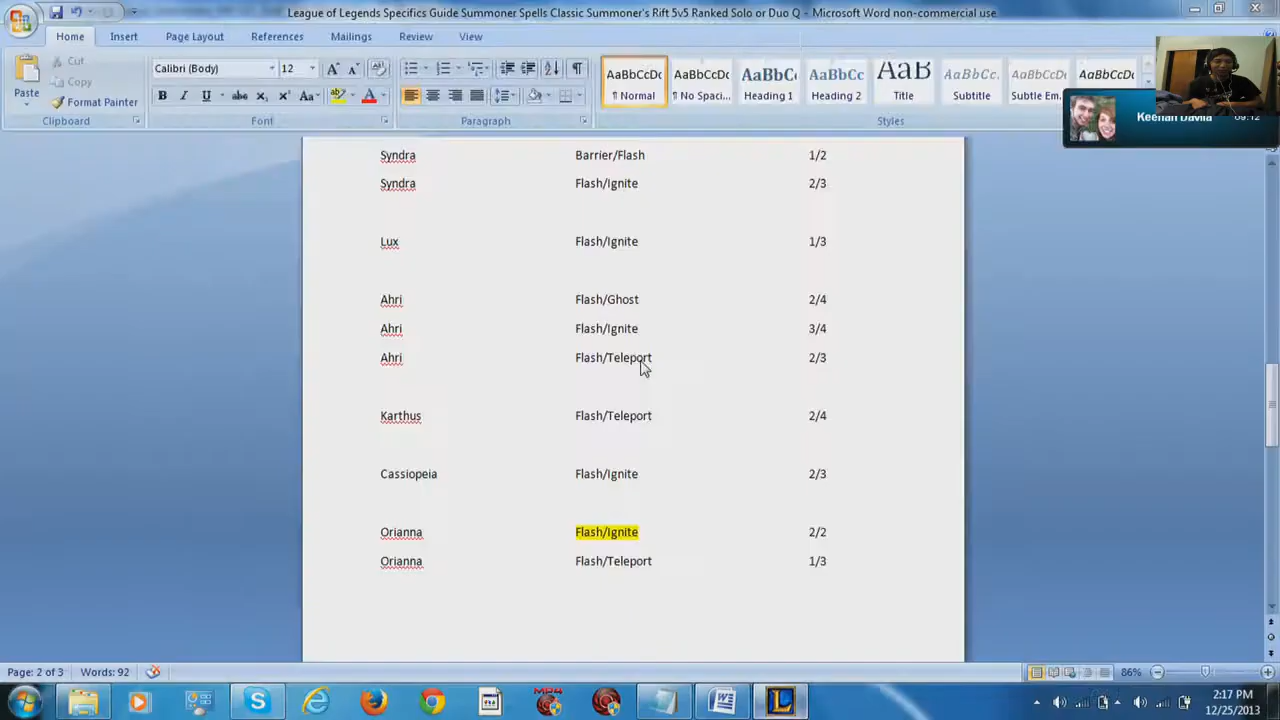 League of Legends Specifics Guide Summoner Spells Classic Summoner's Rift 5v5 Ranked Solo or Duo Q - Microsoft Word non-commercial use
Home Insert Page Layout References Mailings Review View
Cut
Copy
Paste
Format Painter
Calibri (Body) 12
AaBbCcDc AaBbCcDc AaBbCc AaBbCc AaB AaBbCc. AaBbCcDc AaBbCcDc
¶ Normal ¶ No Spaci... Heading 1 Heading 2 Title Subtitle Subtle Em...
Clipboard Font Paragraph Styles
Keenan Davila 09:12
Syndra Barrier/Flash 1/2
Syndra Flash/Ignite 2/3
Lux Flash/Ignite 1/3
Ahri Flash/Ghost 2/4
Ahri Flash/Ignite 3/4
Ahri Flash/Teleport 2/3
Karthus Flash/Teleport 2/4
Cassiopeia Flash/Ignite 2/3
Orianna Flash/Ignite 2/2
Orianna Flash/Teleport 1/3
Page: 2 of 3 Words: 92 86%
2:17 PM
12/25/2013